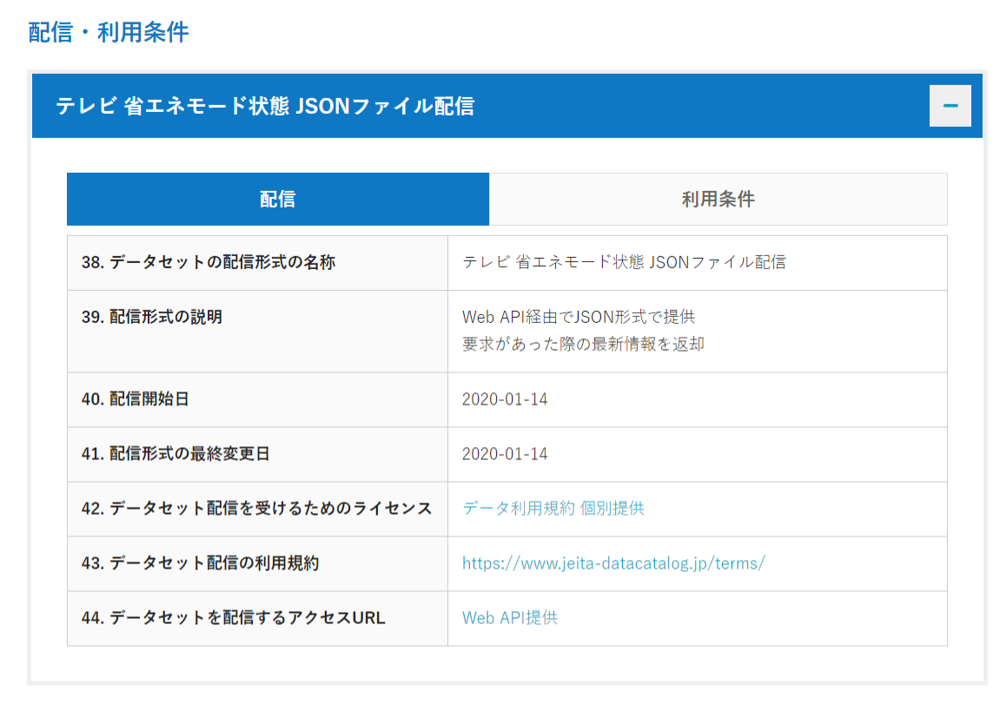 配信・利用条件
テレビ 省エネモード状態 JSONファイル配信
配信
利用条件
38. データセットの配信形式の名称
テレビ 省エネモード状態 JSONファイル配信
39. 配信形式の説明
Web API経由でJSON形式で提供
要求があった際の最新情報を返却
40. 配信開始日
2020-01-14
41. 配信形式の最終変更日
2020-01-14
42. データセット配信を受けるためのライセンス
データ利用規約 個別提供
43. データセット配信の利用規約
https://www.jeita-datacatalog.jp/terms/
44. データセットを配信するアクセスURL
Web API提供